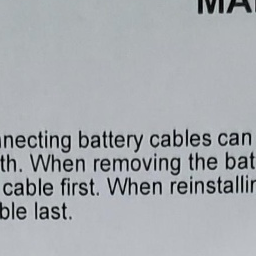 MA
nnecting battery cables can
th. When removing the bat
cable first. When reinstallin
ble last.